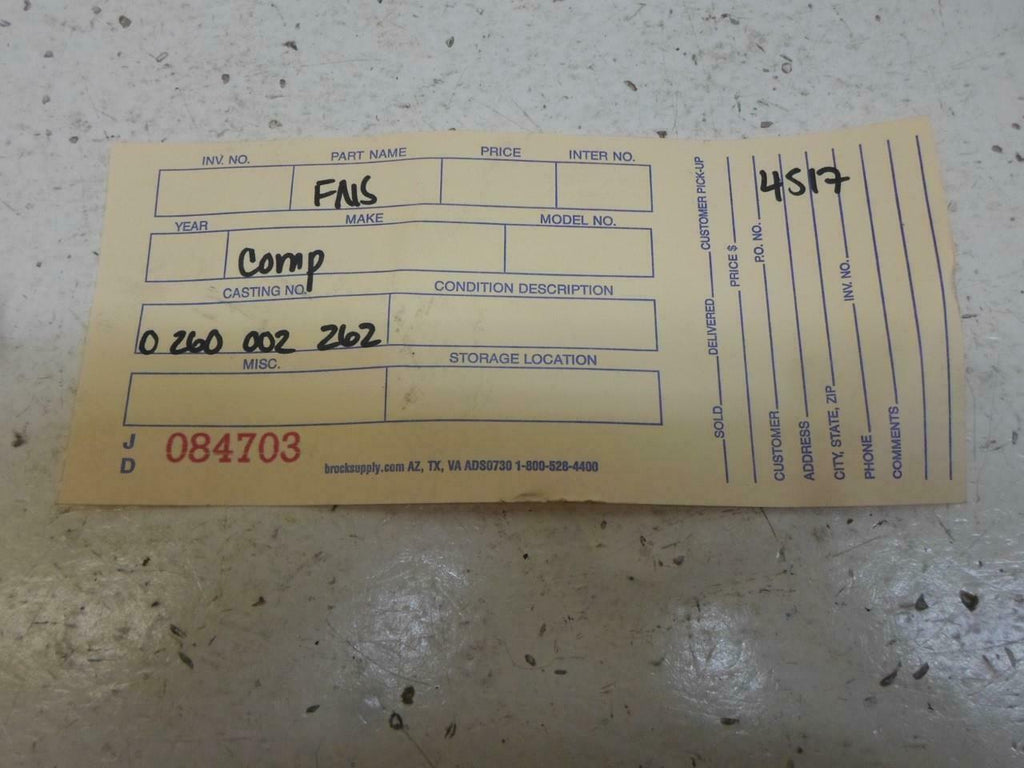 INV. NO. PART NAME PRICE INTER NO.
FNS
YEAR MAKE MODEL NO.
Comp
CASTING NO. CONDITION DESCRIPTION
0 260 002 262
MISC. STORAGE LOCATION
J D 084703
brocksupply.com AZ, TX, VA ADS0730 1-800-528-4400
SOLD DELIVERED CUSTOMER PICK-UP
PRICE $
P.O. NO.
4517
CUSTOMER
ADDRESS
CITY, STATE, ZIP
INV. NO.
PHONE
COMMENTS